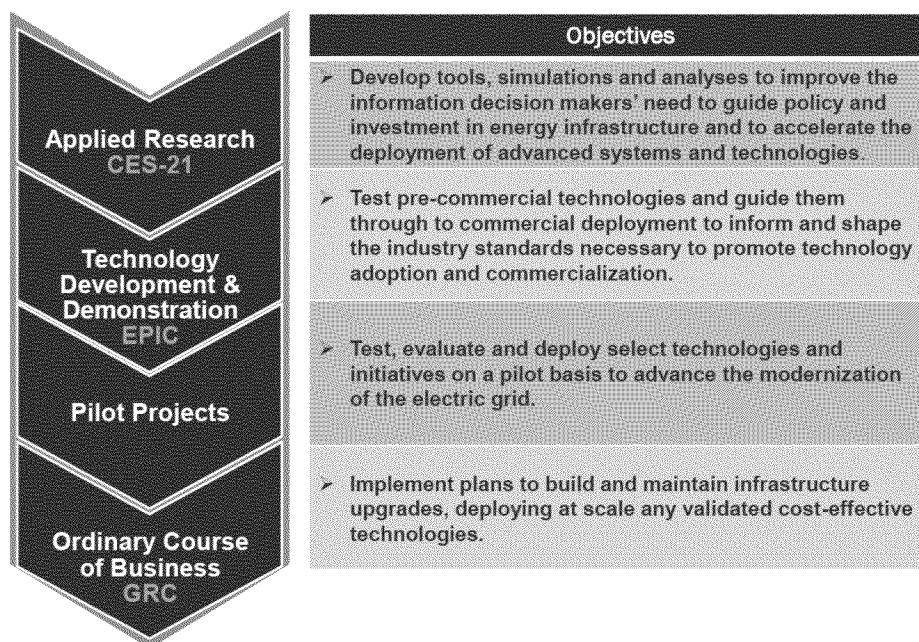 Objectives
Applied Research
CES-21
➢ Develop tools, simulations and analyses to improve the
information decision makers' need to guide policy and
investment in energy infrastructure and to accelerate the
deployment of advanced systems and technologies.
Technology
Development &
Demonstration
EPIC
➢ Test pre-commercial technologies and guide them
through to commercial deployment to inform and shape
the industry standards necessary to promote technology
adoption and commercialization.
Pilot Projects
➢ Test, evaluate and deploy select technologies and
initiatives on a pilot basis to advance the modernization
of the electric grid.
Ordinary Course
of Business
GRC
➢ Implement plans to build and maintain infrastructure
upgrades, deploying at scale any validated cost-effective
technologies.